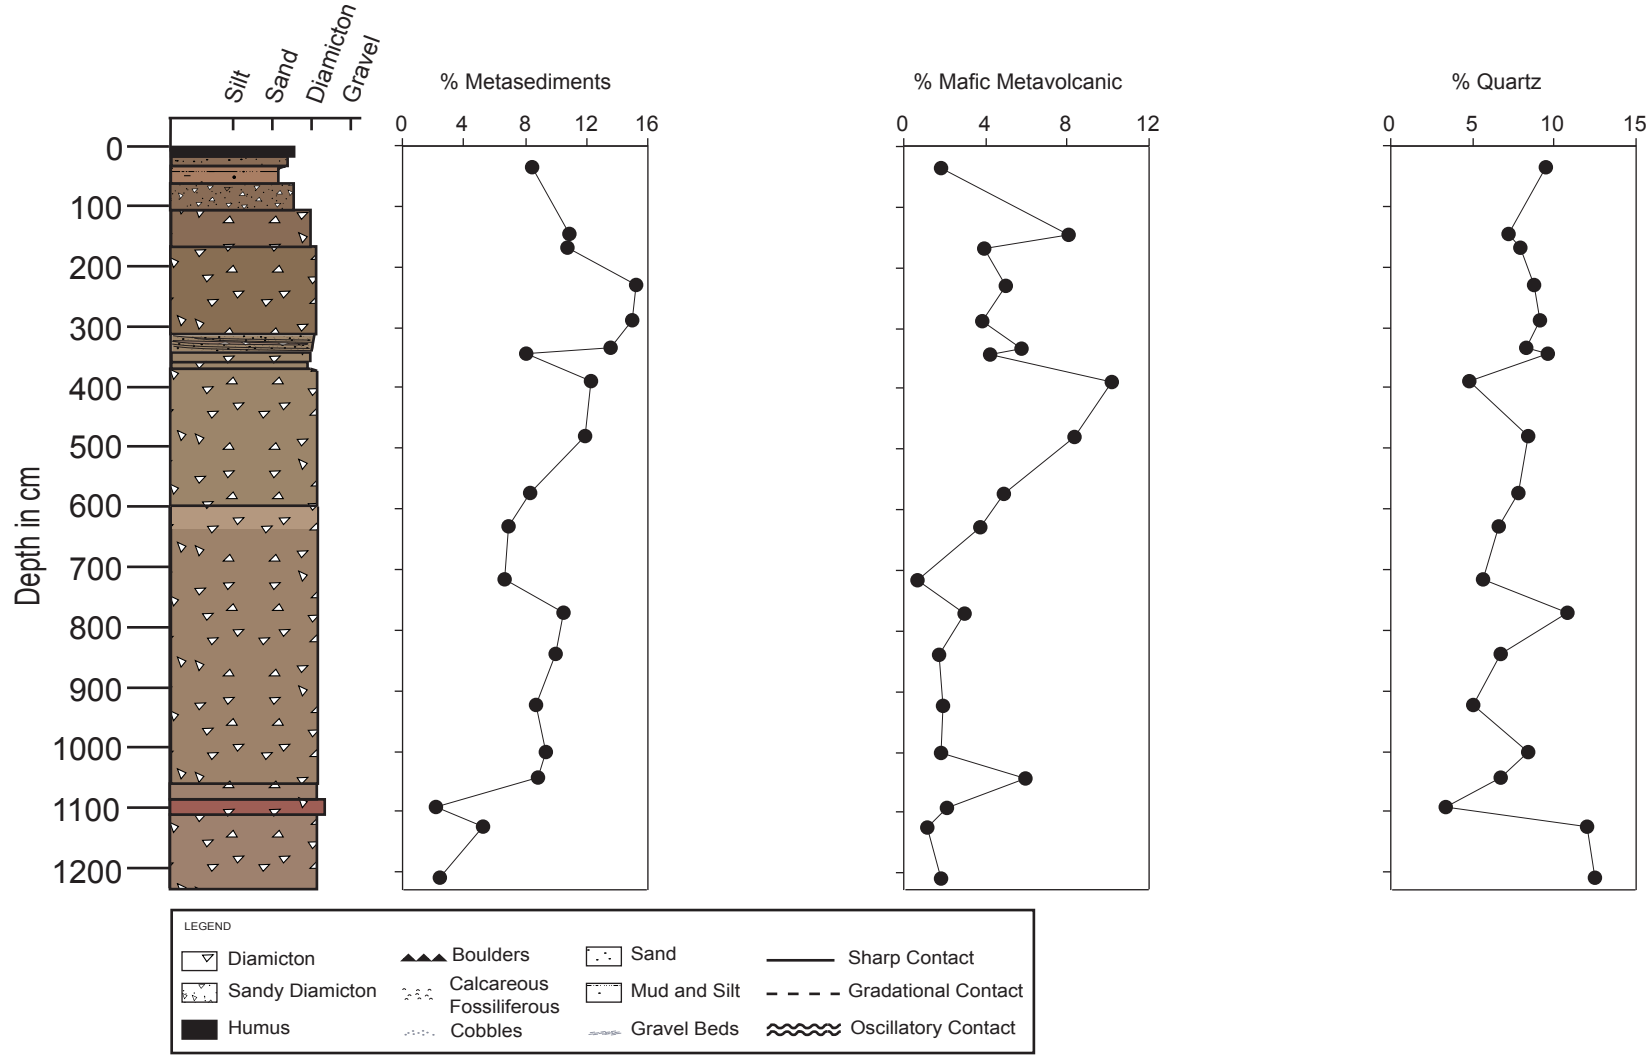 Silt Sand Diamicton Gravel
% Metasediments % Mafic Metavolcanic % Quartz
0 4 8 12 16 0 4 8 12 0 5 10 15
Depth in cm
0
100
200
300
400
500
600
700
800
900
1000
1100
1200
LEGEND
Diamicton Boulders Sand Sharp Contact
Sandy Diamicton Calcareous Fossiliferous Mud and Silt Gradational Contact
Humus Cobbles Gravel Beds Oscillatory Contact